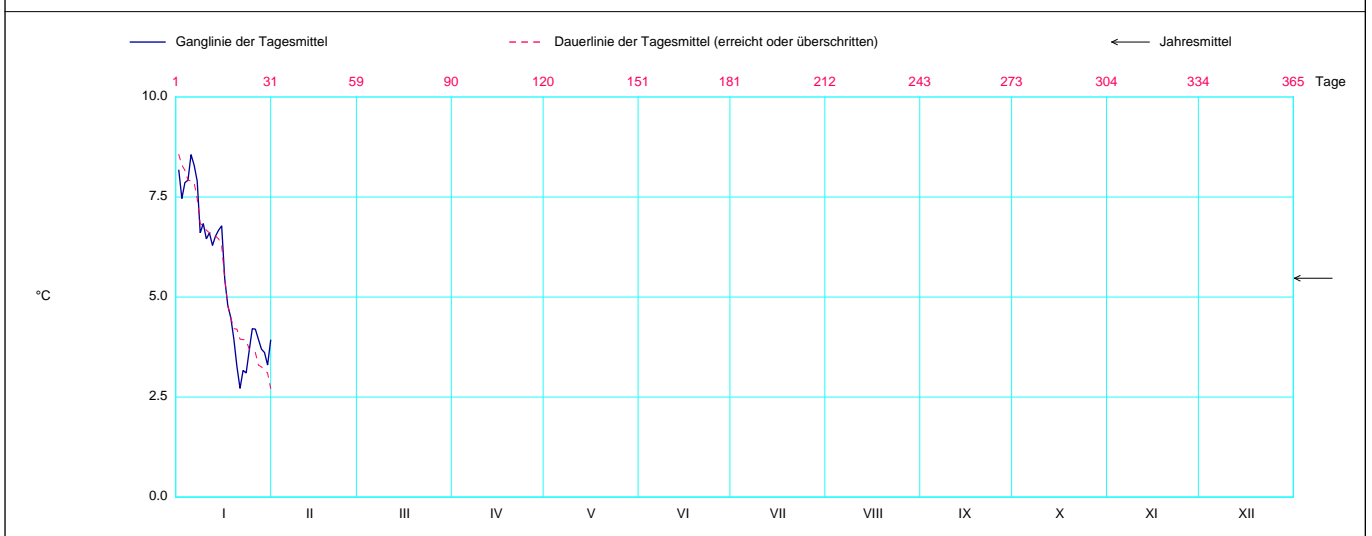 Ganglinie der Tagesmittel Dauerlinie der Tagesmittel (erreicht oder überschritten) Jahresmittel
1 31 59 90 120 151 181 212 243 273 304 334 365 Tage
10.0
7.5
5.0
°C
2.5
0.0
I II III IV V VI VII VIII IX X XI XII